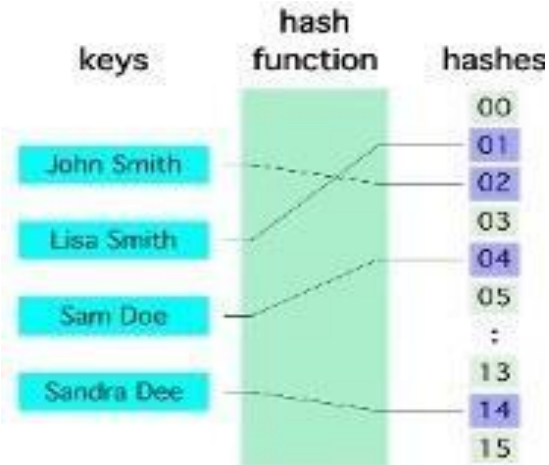 keys
hash
function
hashes
John Smith
Lisa Smith
Sam Doe
Sandra Dee
00
01
02
03
04
05
:
13
14
15